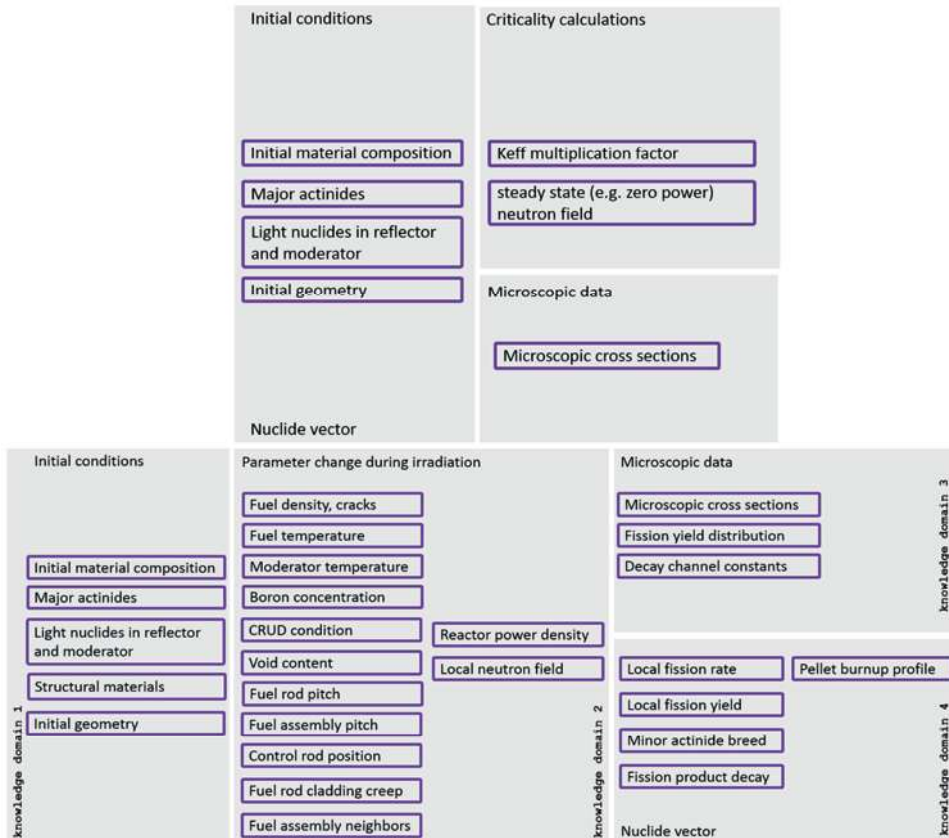 Initial conditions
Initial material composition
Major actinides
Light nuclides in reflector
and moderator
Initial geometry
Nuclide vector
Criticality calculations
Keff multiplication factor
steady state (e.g. zero power)
neutron field
Microscopic data
Microscopic cross sections
Initial conditions
Initial material composition
Major actinides
Light nuclides in reflector
and moderator
Structural materials
Initial geometry
knowledge domain 1
Parameter change during irradiation
Fuel density, cracks
Fuel temperature
Moderator temperature
Boron concentration
CRUD condition
Void content
Fuel rod pitch
Fuel assembly pitch
Control rod position
Fuel rod cladding creep
Fuel assembly neighbors
Reactor power density
Local neutron field
knowledge domain 2
Microscopic data
Microscopic cross sections
Fission yield distribution
Decay channel constants
knowledge domain 3
Local fission rate
Local fission yield
Minor actinide breed
Fission product decay
Pellet burnup profile
Nuclide vector
knowledge domain 4